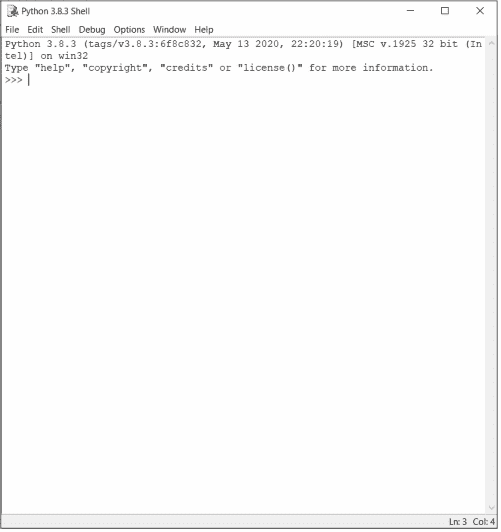 Python 3.8.3 Shell
File Edit Shell Debug Options Window Help
Python 3.8.3 (tags/v3.8.3:6f8c832, May 13 2020, 22:20:19) [MSC v.1925 32 bit (In
tel)] on win32
Type "help", "copyright", "credits" or "license()" for more information.
>>>
Ln: 3 Col: 4